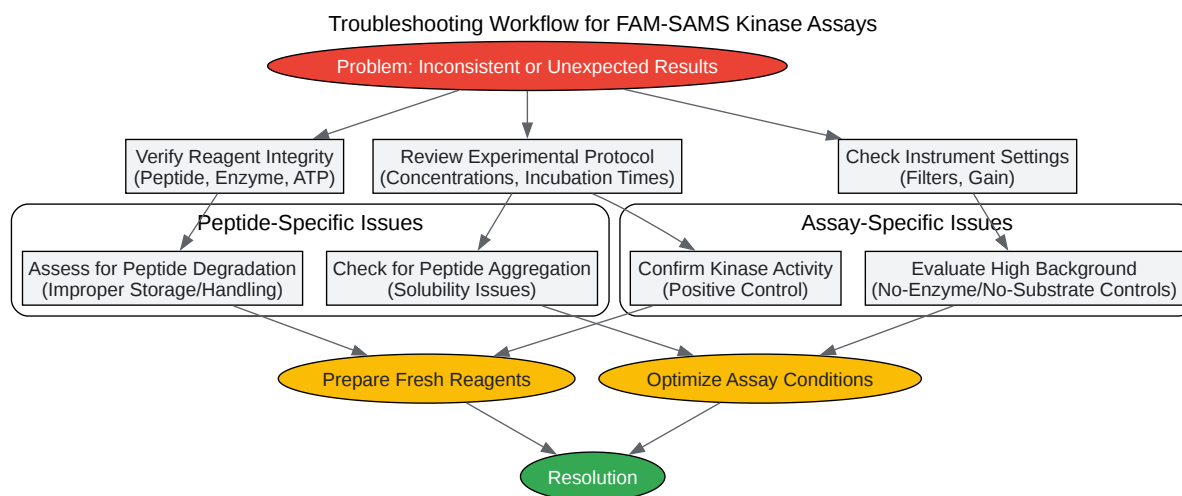 Troubleshooting Workflow for FAM-SAMS Kinase Assays
Problem: Inconsistent or Unexpected Results
Verify Reagent Integrity
(Peptide, Enzyme, ATP)
Review Experimental Protocol
(Concentrations, Incubation Times)
Check Instrument Settings
(Filters, Gain)
Peptide-Specific Issues
Assay-Specific Issues
Assess for Peptide Degradation
(Improper Storage/Handling)
Check for Peptide Aggregation
(Solubility Issues)
Confirm Kinase Activity
(Positive Control)
Evaluate High Background
(No-Enzyme/No-Substrate Controls)
Prepare Fresh Reagents
Optimize Assay Conditions
Resolution